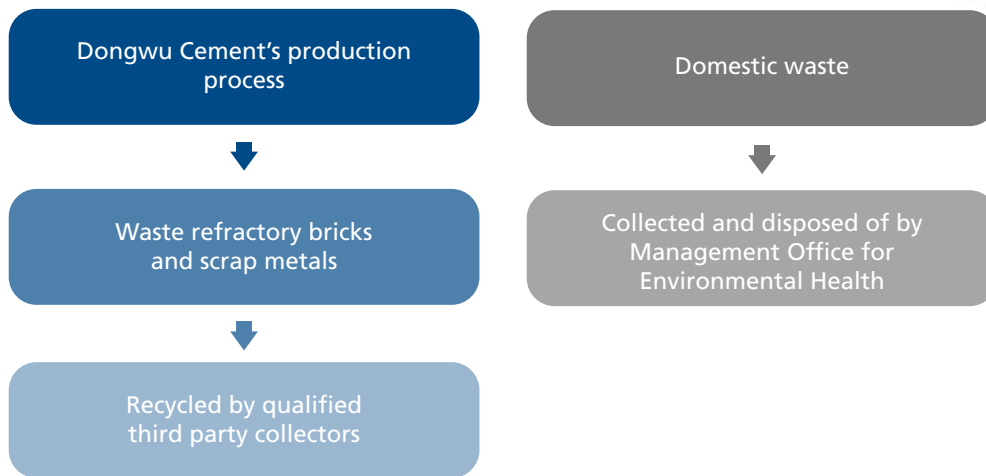 Dongwu Cement’s production
process
Waste refractory bricks
and scrap metals
Recycled by qualified
third party collectors
Domestic waste
Collected and disposed of by
Management Office for
Environmental Health